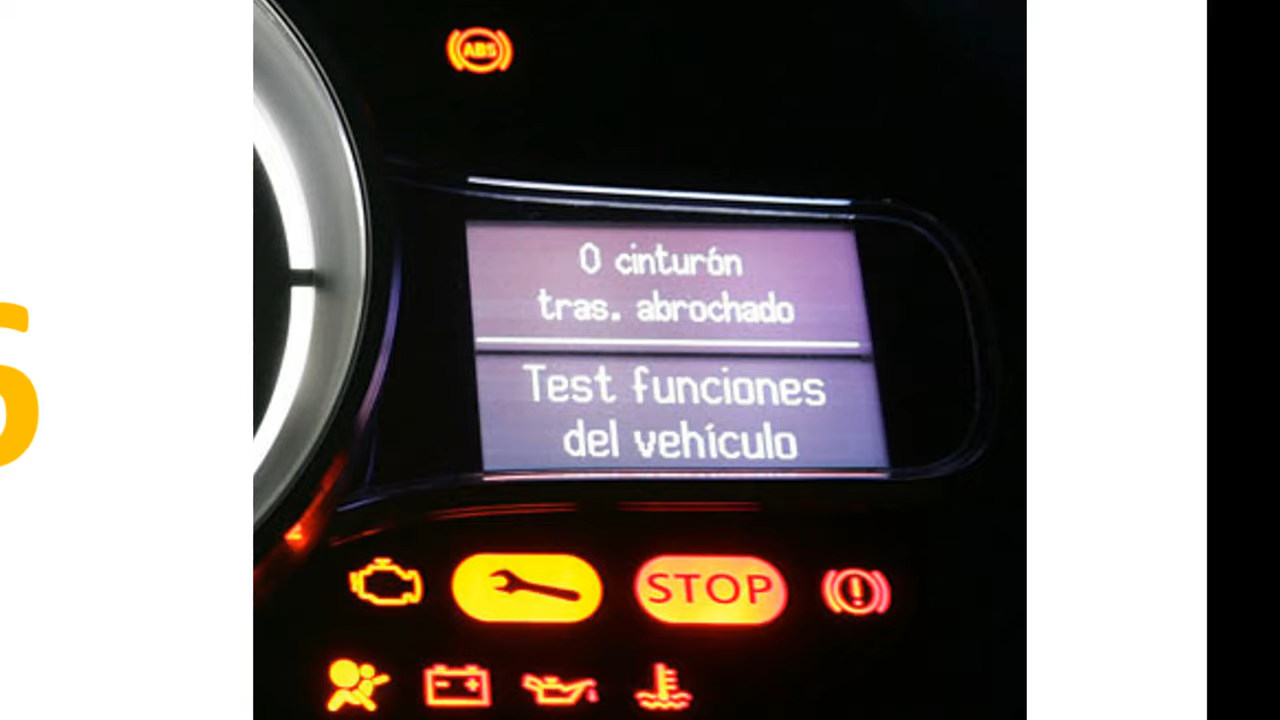 ABS
0 cinturón
tras. abrochado
Test funciones
del vehículo
STOP